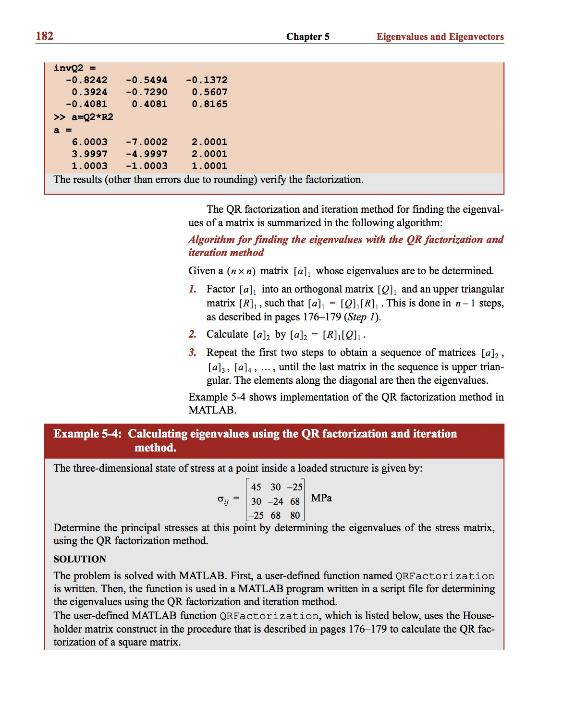 182 Chapter 5 Eigenvalues and Eigenvectors
invQ2 =
-0.8242 -0.5494 -0.1372
0.3924 -0.7290 0.5607
-0.4081 0.4081 0.8165
>> a=Q2*R2
a =
6.0003 -7.0002 2.0001
3.9997 -4.9997 2.0001
1.0003 -1.0003 1.0001
The results (other than errors due to rounding) verify the factorization.
The QR factorization and iteration method for finding the eigenval-
ues of a matrix is summarized in the following algorithm:
Algorithm for finding the eigenvalues with the QR factorization and
iteration method
Given a (n × n) matrix [a]₁ whose eigenvalues are to be determined.
1. Factor [a]₁ into an orthogonal matrix [Q]₁ and an upper triangular
matrix [R]₁, such that [a]₁ = [Q]₁[R]₁. This is done in n – 1 steps,
as described in pages 176–179 (Step 1).
2. Calculate [a]₂ by [a]₂ = [R]₁[Q]₁.
3. Repeat the first two steps to obtain a sequence of matrices [a]₂,
[a]₃, [a]₄, ..., until the last matrix in the sequence is upper trian-
gular. The elements along the diagonal are then the eigenvalues.
Example 5-4 shows implementation of the QR factorization method in
MATLAB.
Example 5-4: Calculating eigenvalues using the QR factorization and iteration
method.
The three-dimensional state of stress at a point inside a loaded structure is given by:
45 30 –25
σij = 30 –24 68 MPa
–25 68 80
Determine the principal stresses at this point by determining the eigenvalues of the stress matrix,
using the QR factorization method.
SOLUTION
The problem is solved with MATLAB. First, a user-defined function named QRFactorization
is written. Then, the function is used in a MATLAB program written in a script file for determining
the eigenvalues using the QR factorization and iteration method.
The user-defined MATLAB function QRFactorization, which is listed below, uses the House-
holder matrix construct in the procedure that is described in pages 176–179 to calculate the QR fac-
torization of a square matrix.